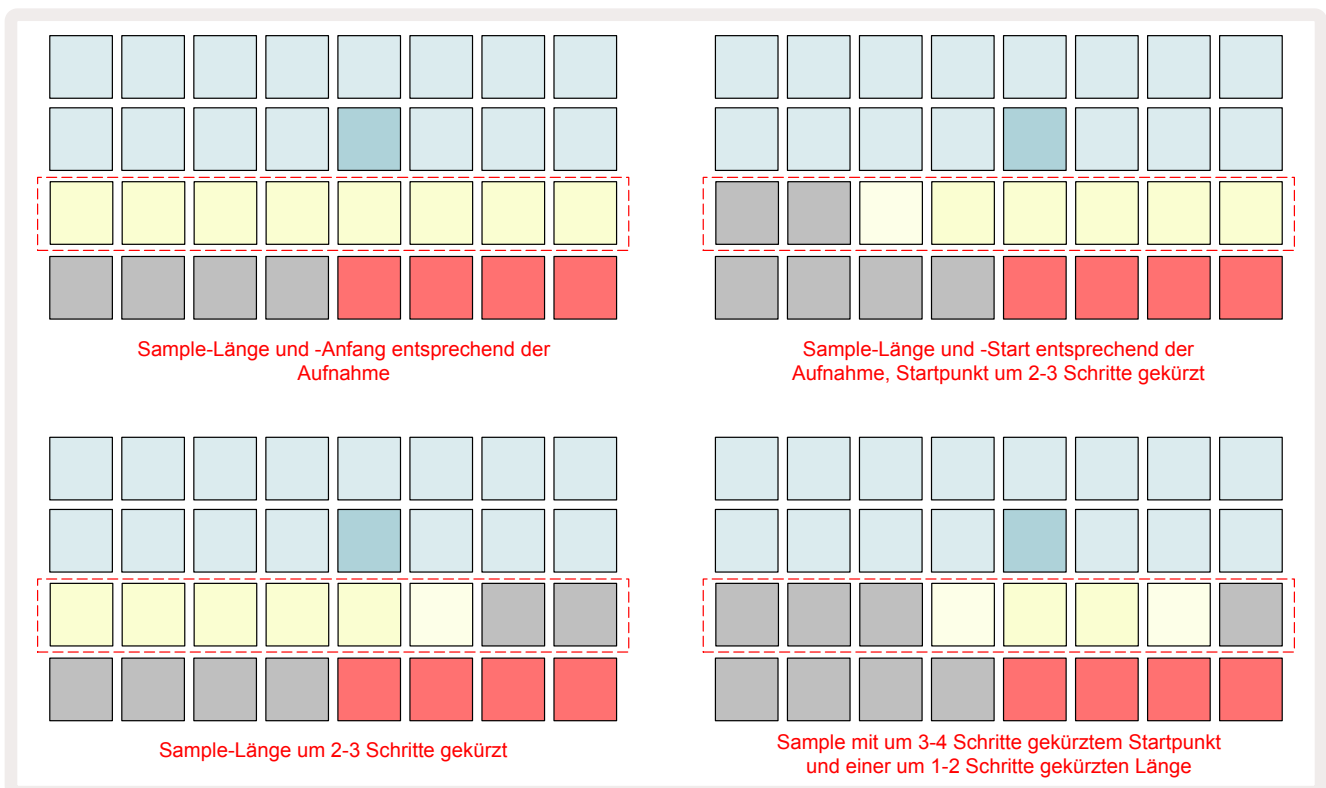 Sample-Länge und -Anfang entsprechend der
Aufnahme
Sample-Länge und -Start entsprechend der
Aufnahme, Startpunkt um 2-3 Schritte gekürzt
Sample-Länge um 2-3 Schritte gekürzt
Sample mit um 3-4 Schritte gekürztem Startpunkt
und einer um 1-2 Schritte gekürzten Länge